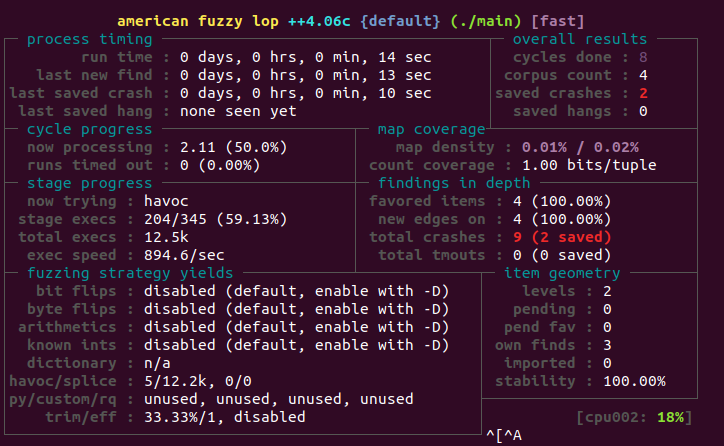 american fuzzy lop ++4.06c {default} (./main) [fast]
process timing overall results
run time : 0 days, 0 hrs, 0 min, 14 sec cycles done : 8
last new find : 0 days, 0 hrs, 0 min, 13 sec corpus count : 4
last saved crash : 0 days, 0 hrs, 0 min, 10 sec saved crashes : 2
last saved hang : none seen yet saved hangs : 0
cycle progress map coverage
now processing : 2.11 (50.0%) map density : 0.01% / 0.02%
runs timed out : 0 (0.00%) count coverage : 1.00 bits/tuple
stage progress findings in depth
now trying : havoc favored items : 4 (100.00%)
stage execs : 204/345 (59.13%) new edges on : 4 (100.00%)
total execs : 12.5k total crashes : 9 (2 saved)
exec speed : 894.6/sec total tmouts : 0 (0 saved)
fuzzing strategy yields item geometry
bit flips : disabled (default, enable with -D) levels : 2
byte flips : disabled (default, enable with -D) pending : 0
arithmetics : disabled (default, enable with -D) pend fav : 0
known ints : disabled (default, enable with -D) own finds : 3
dictionary : n/a imported : 0
havoc/splice : 5/12.2k, 0/0 stability : 100.00%
py/custom/rq : unused, unused, unused, unused
trim/eff : 33.33%/1, disabled [cpu002: 18%]
^[^A